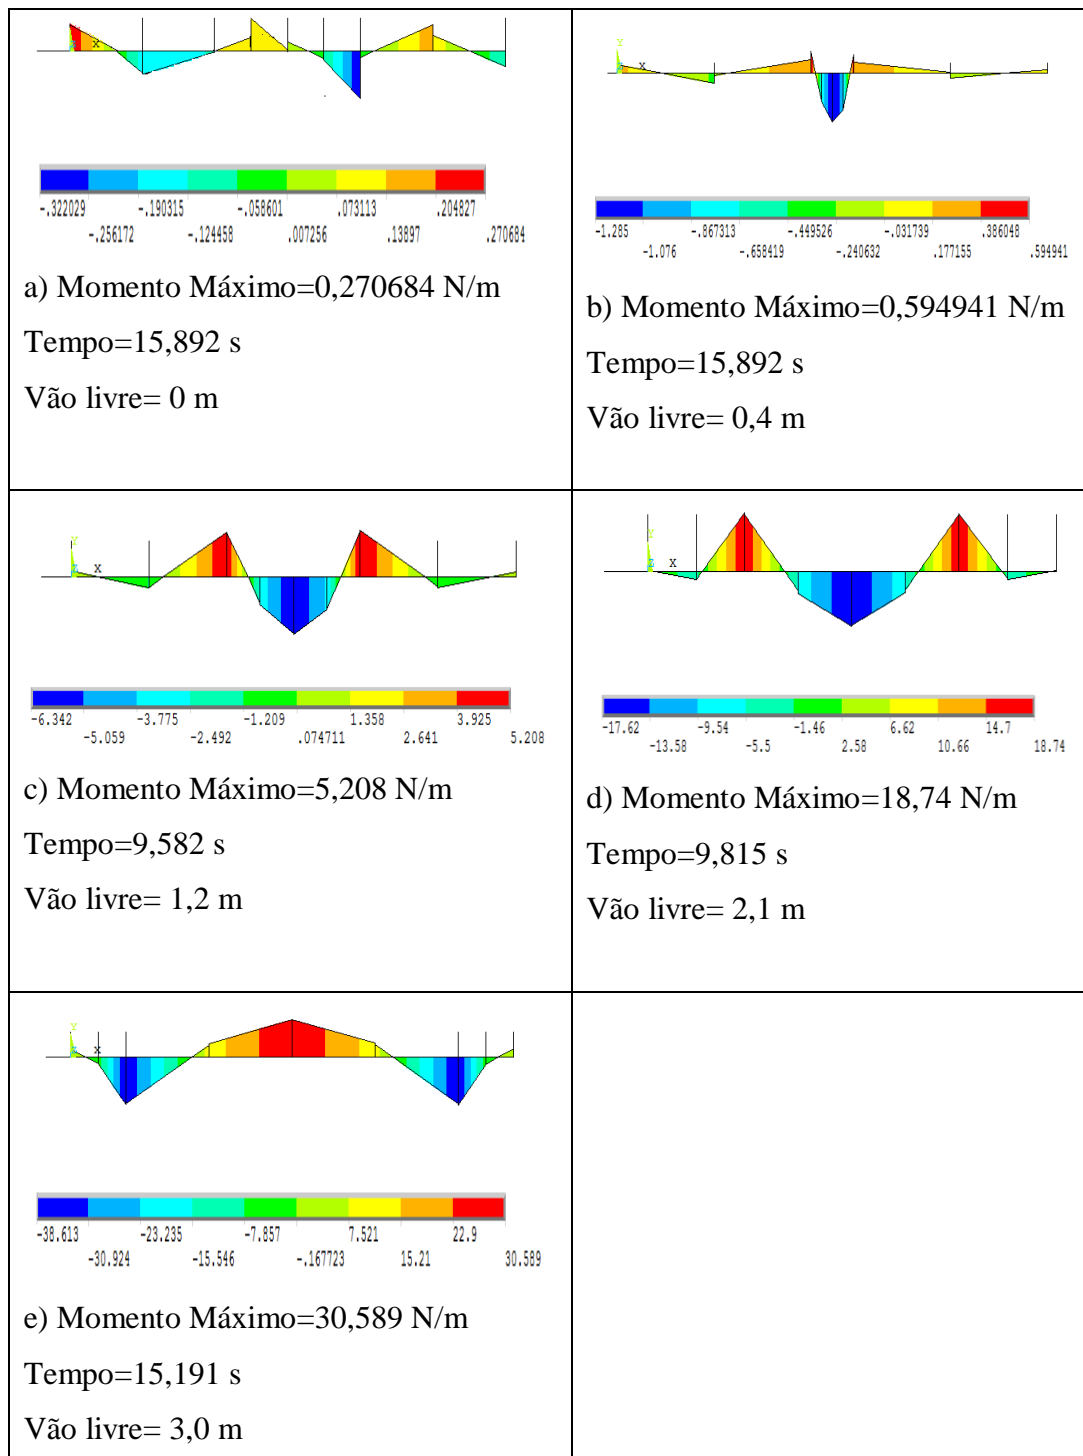 Y
Z
X
-.322029 -.190315 -.058601 .073113 .204827
-.256172 -.124458 .007256 .13897 .270684
a) Momento Máximo=0,270684 N/m
Tempo=15,892 s
Vão livre= 0 m
Y
Z
X
-1.285 -.867313 -.449526 -.031739 .386048
-1.076 -.658419 -.240632 .177155 .594941
b) Momento Máximo=0,594941 N/m
Tempo=15,892 s
Vão livre= 0,4 m
Y
Z
X
-6.342 -3.775 -1.209 1.358 3.925
-5.059 -2.492 .074711 2.641 5.208
c) Momento Máximo=5,208 N/m
Tempo=9,582 s
Vão livre= 1,2 m
Y
Z
X
-17.62 -9.54 -1.46 6.62 14.7
-13.58 -5.5 2.58 10.66 18.74
d) Momento Máximo=18,74 N/m
Tempo=9,815 s
Vão livre= 2,1 m
Y
Z
X
-38.613 -23.235 -7.857 7.521 22.9
-30.924 -15.546 -.167723 15.21 30.589
e) Momento Máximo=30,589 N/m
Tempo=15,191 s
Vão livre= 3,0 m